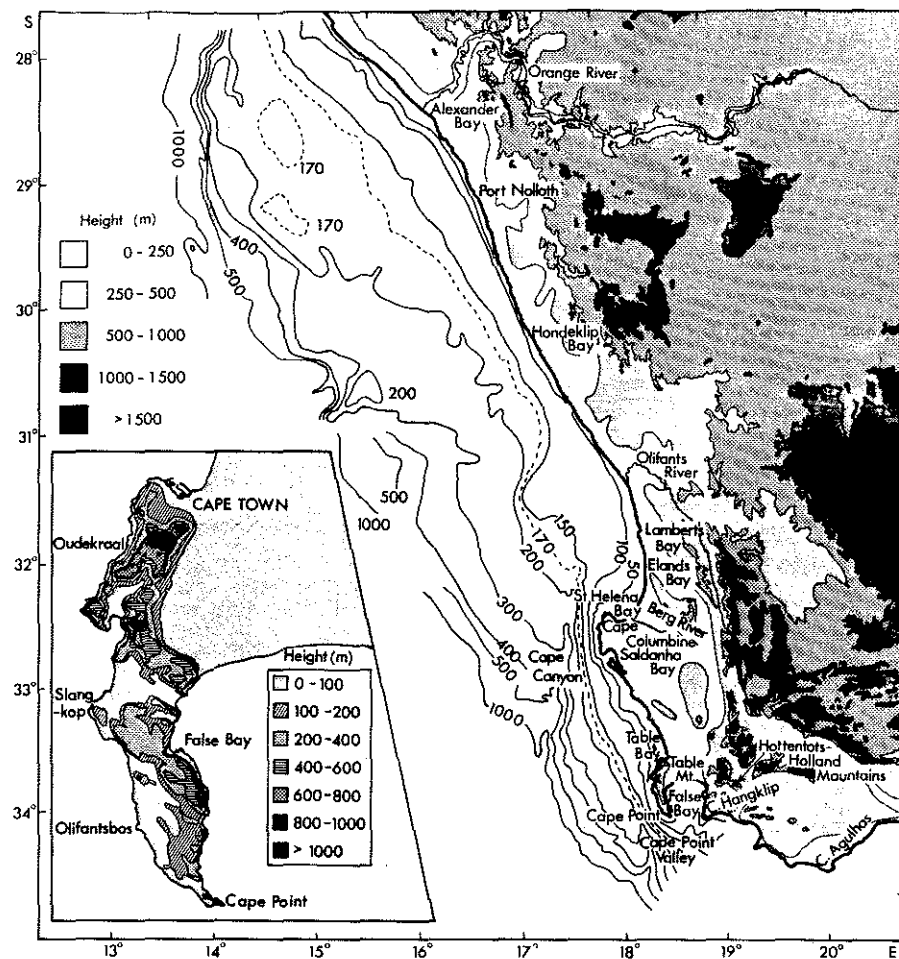 S
28°
29°
30°
31°
32°
33°
34°
13°
14°
15°
16°
17°
18°
19°
20°
E
Orange River
Alexander
Bay
Port Nolloth
Hondeklip
Bay
Olifants
River
Lamberts
Bay
Elands
Bay
St Helena
Bay
Berg River
Cape
Columbine
Saldanha
Bay
Cape
Canyon
Table
Bay
Table
Mt.
Hottentots-
Holland
Mountains
False
Bay
Hangklip
Cape Point
Cape Point
Valley
C. Agulhas
1000
170
170
400
500
200
500
1000
150
170
200
100
50
300
400
500
1000
Height (m)
0 - 250
250 - 500
500 - 1000
1000 - 1500
> 1500
CAPE TOWN
Oudekraal
Slang
-kop
False Bay
Olifantsbos
Cape Point
Height (m)
0 - 100
100 - 200
200 - 400
400 - 600
600 - 800
800 - 1000
> 1000